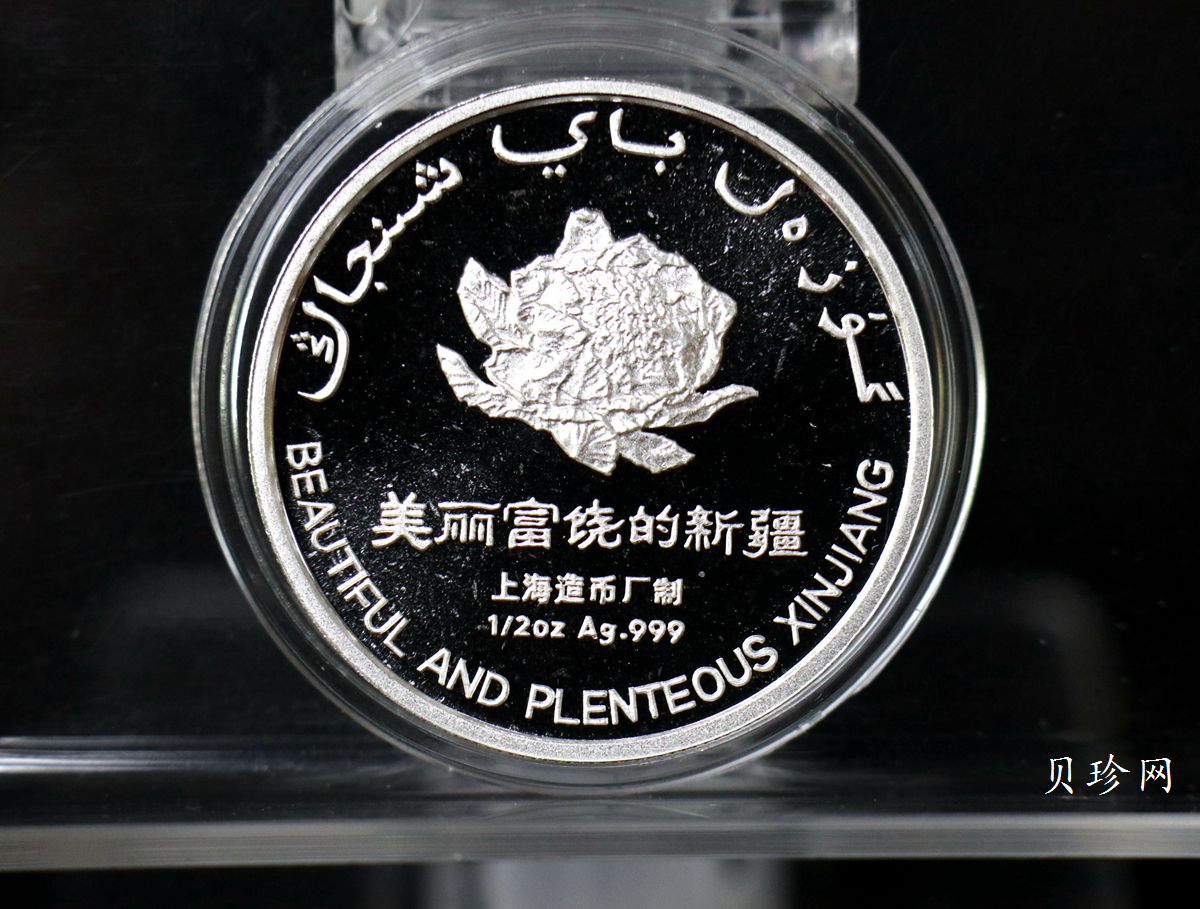 گۈزەل باي شىنجاڭ
美丽富饶的新疆
上海造币厂制
1/2oz Ag.999
BEAUTIFUL AND PLENTEOUS XINJIANG
贝珍网